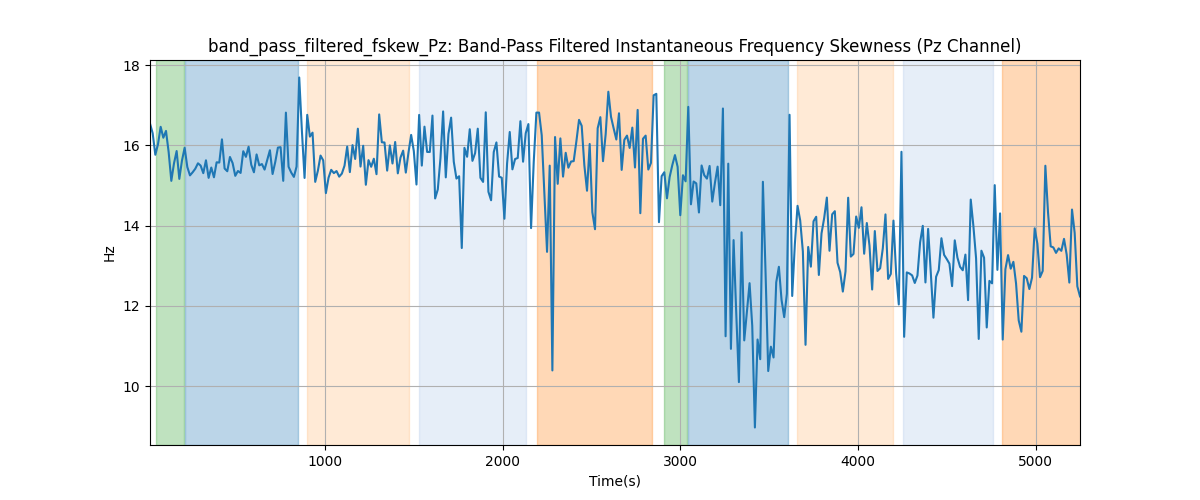 band_pass_filtered_fskew_Pz: Band-Pass Filtered Instantaneous Frequency Skewness (Pz Channel)
18
16
14
12
10
Hz
1000 2000 3000 4000 5000
Time(s)